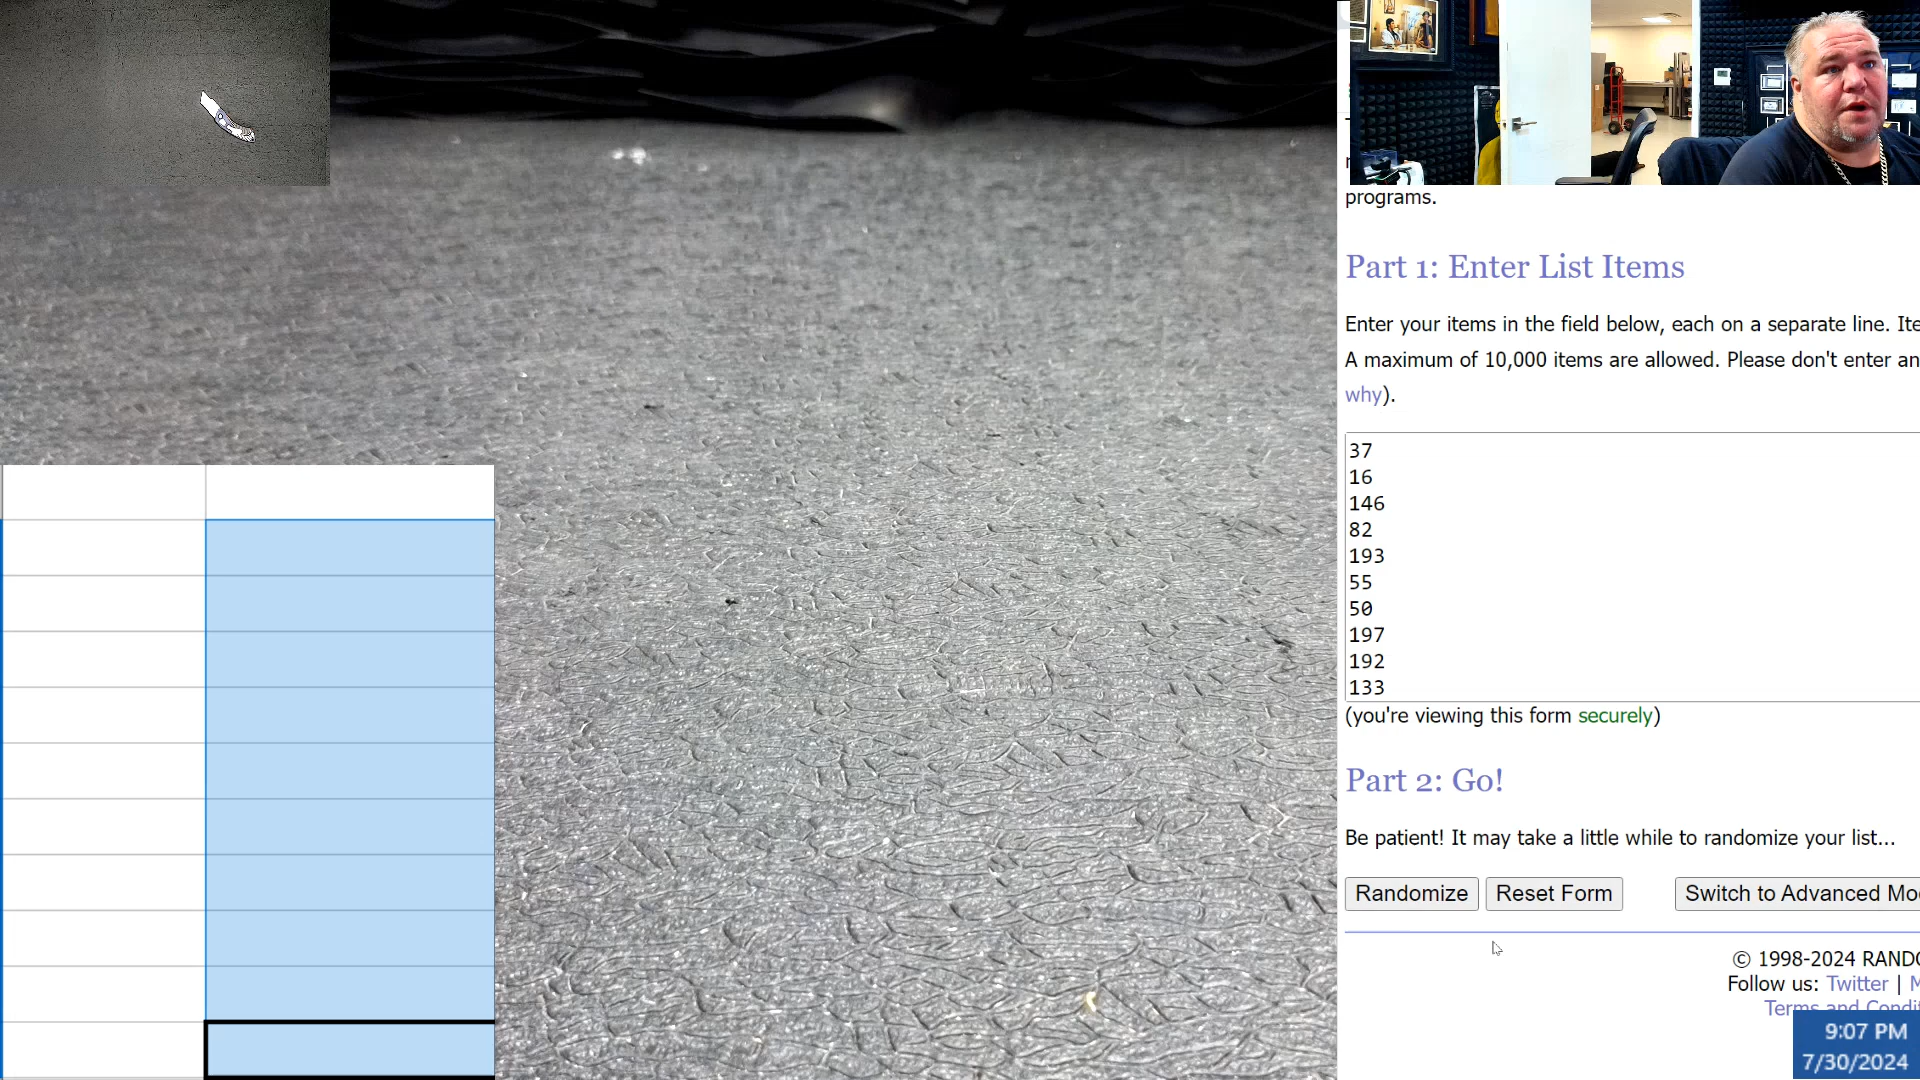 programs.
Part 1: Enter List Items
Enter your items in the field below, each on a separate line. Ite
A maximum of 10,000 items are allowed. Please don't enter an
why).
37
16
146
82
193
55
50
197
192
133
(you're viewing this form securely)
Part 2: Go!
Be patient! It may take a little while to randomize your list...
Randomize Reset Form Switch to Advanced Mo
© 1998-2024 RANDO
Follow us: Twitter | M
Terms and Condit
9:07 PM
7/30/2024